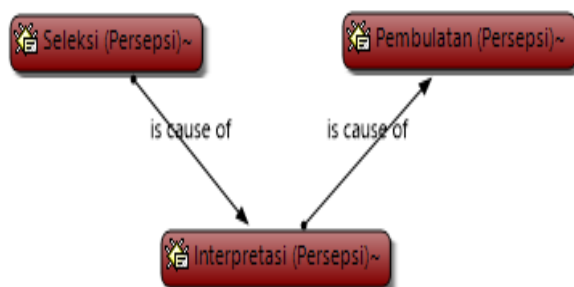 Seleksi (Persepsi)~
Pembulatan (Persepsi)~
is cause of
is cause of
Interpretasi (Persepsi)~